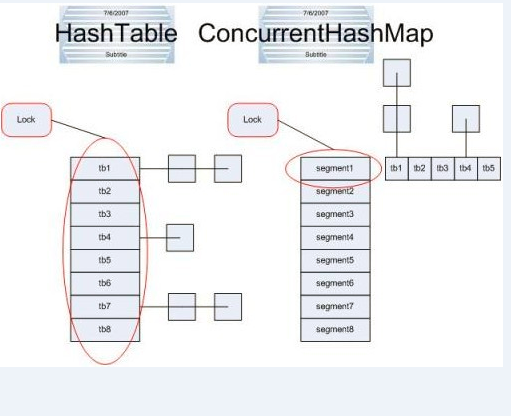 7/6/2007
HashTable
Subtitle
7/6/2007
ConcurrentHashMap
Subtitle
Lock
tb1
tb2
tb3
tb4
tb5
tb6
tb7
tb8
Lock
segment1
segment2
segment3
segment4
segment5
segment6
segment7
segment8
tb1 tb2 tb3 tb4 tb5